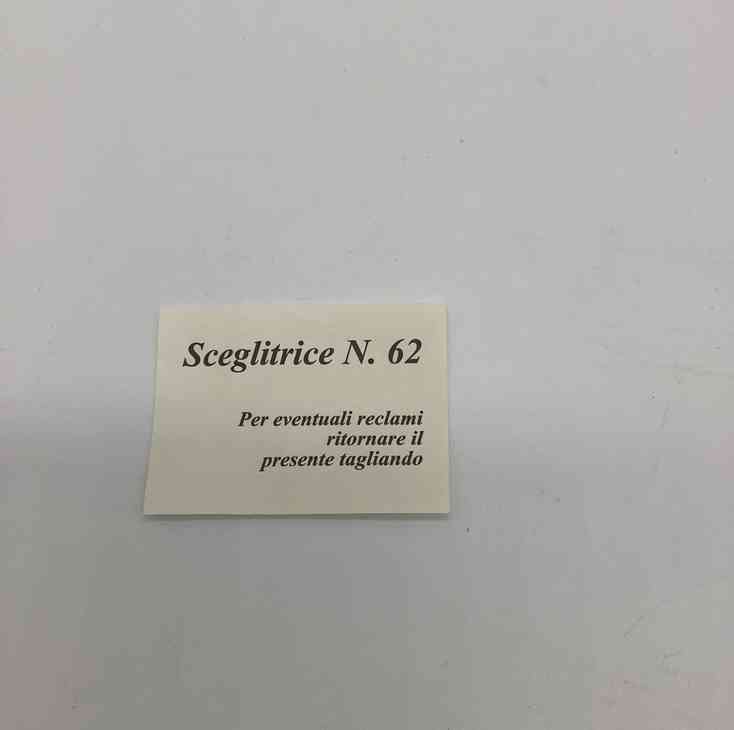 Sceglitrice N. 62
Per eventuali reclami
ritornare il
presente tagliando